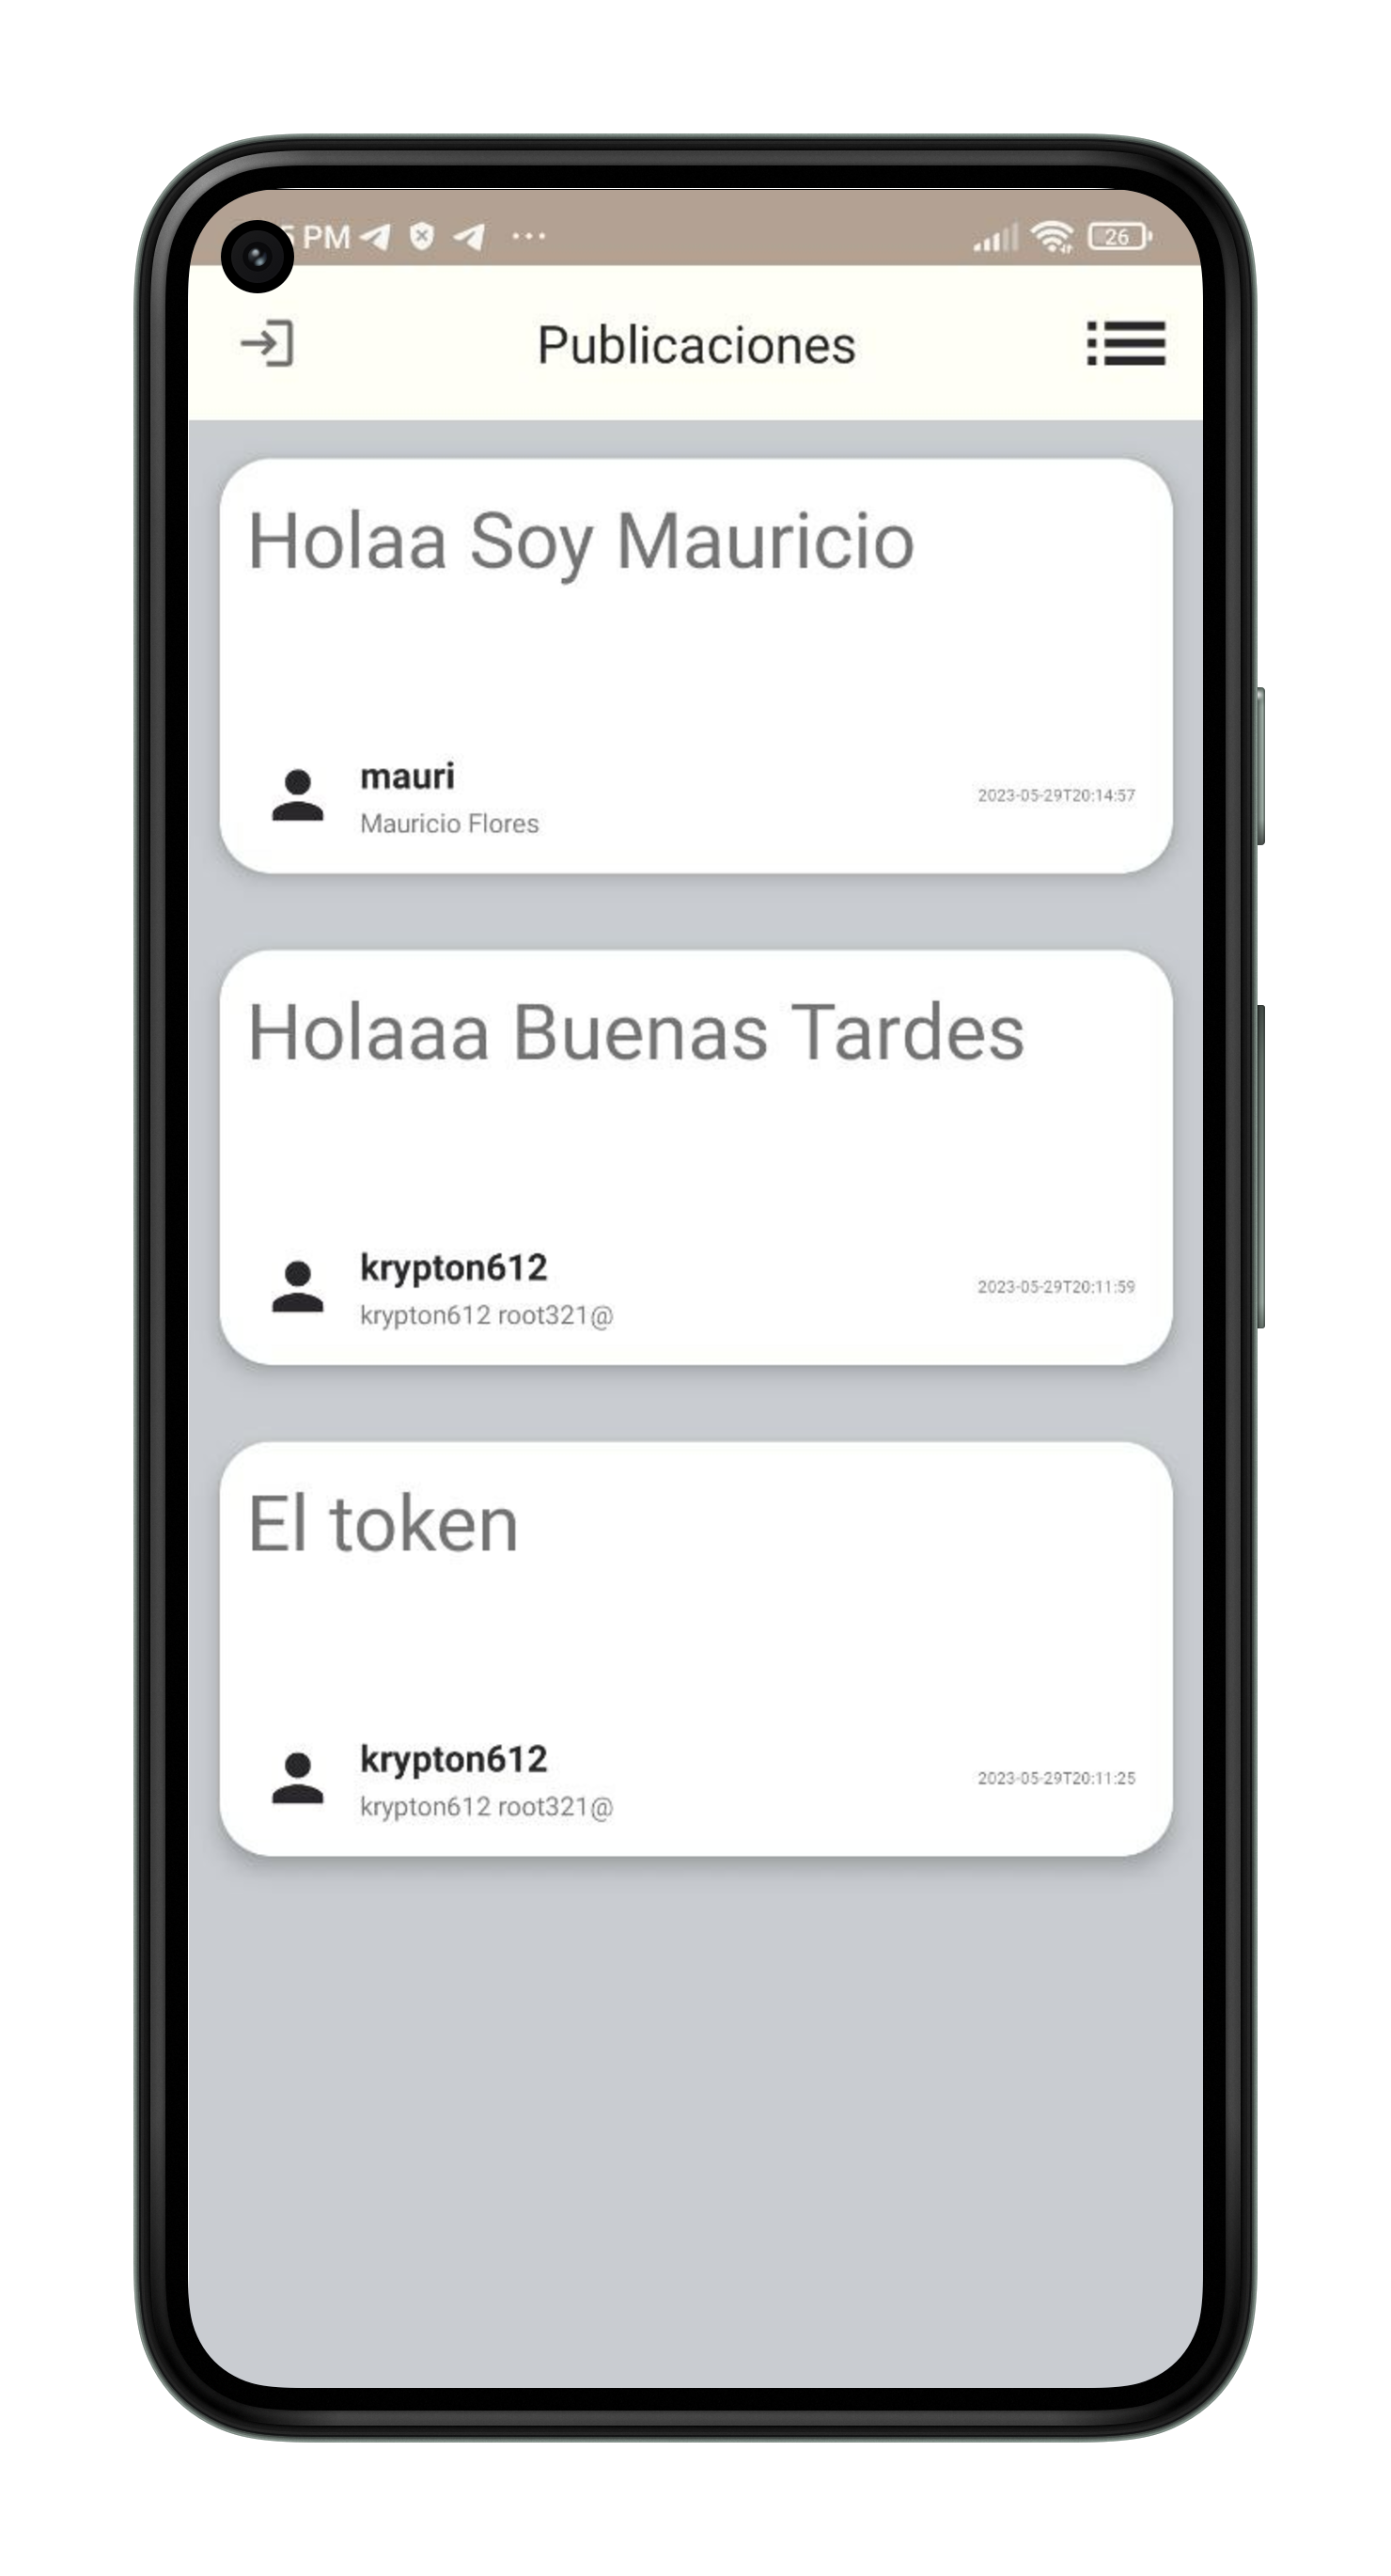 PM
26
Publicaciones
Holaa Soy Mauricio
mauri
Mauricio Flores
2023-05-29T20:14:57
Holaaa Buenas Tardes
krypton612
krypton612 root321@
2023-05-29T20:11:59
El token
krypton612
krypton612 root321@
2023-05-29T20:11:25